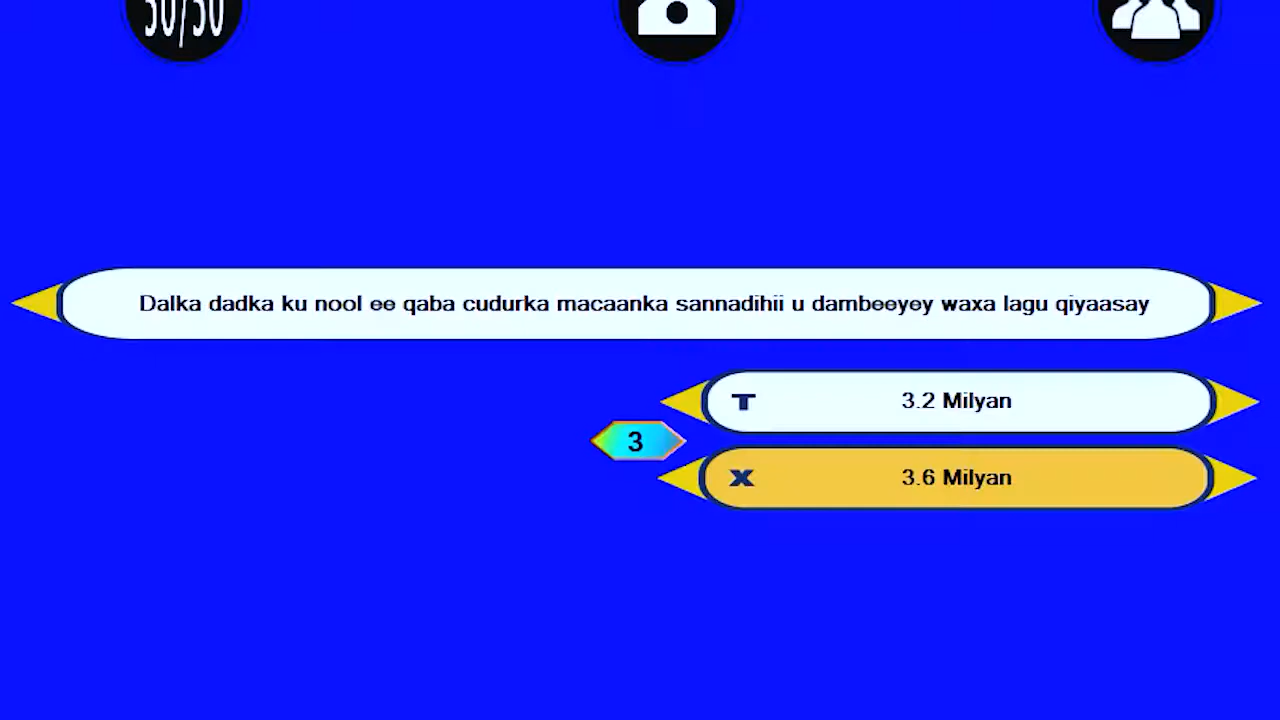 50/50
Dalka dadka ku nool ee qaba cudurka macaanka sannadihii u dambeeyey waxa lagu qiyaasay
T 3.2 Milyan
3
X 3.6 Milyan